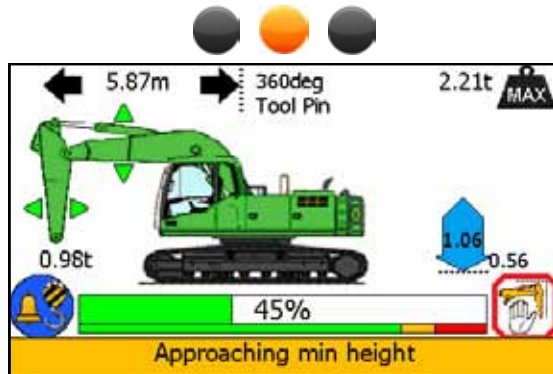 5.87m
360deg
Tool Pin
2.21t
MAX
0.98t
1.06
0.56
45%
Approaching min height